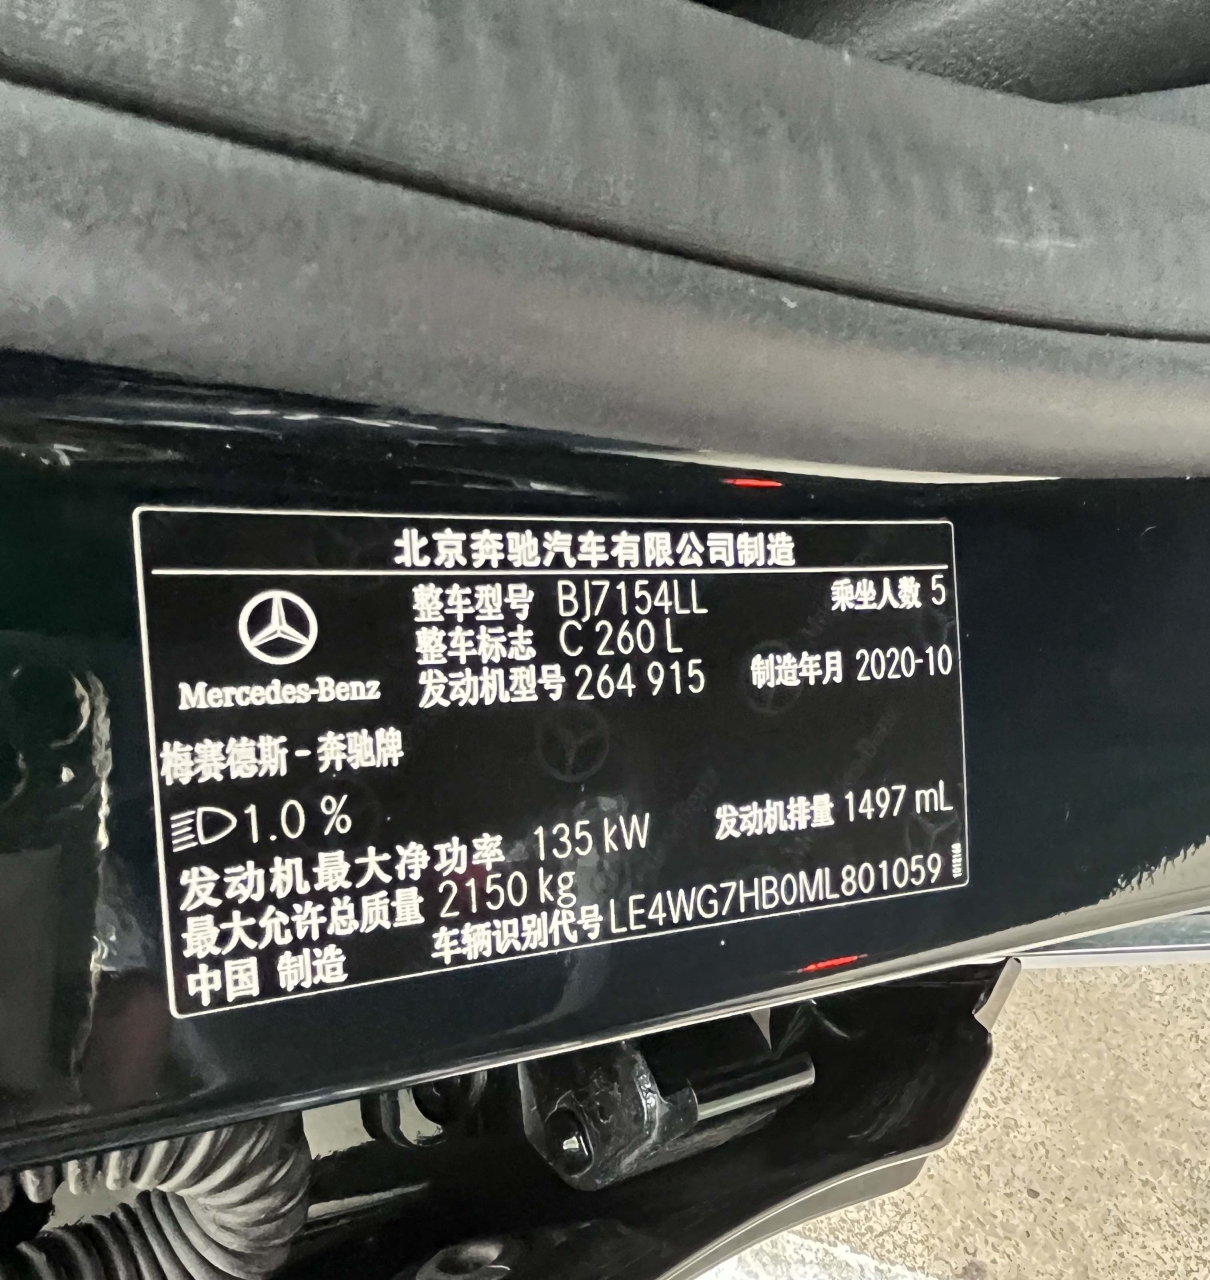 北京奔驰汽车有限公司制造
整车型号 BJ7154LL 乘坐人数 5
整车标志 C 260 L
发动机型号 264 915 制造年月 2020-10
Mercedes-Benz
梅赛德斯-奔驰牌
1.0 %
发动机最大净功率 135 kW 发动机排量 1497 mL
最大允许总质量 2150 kg
中国 制造 车辆识别代号 LE4WG7HB0ML801059